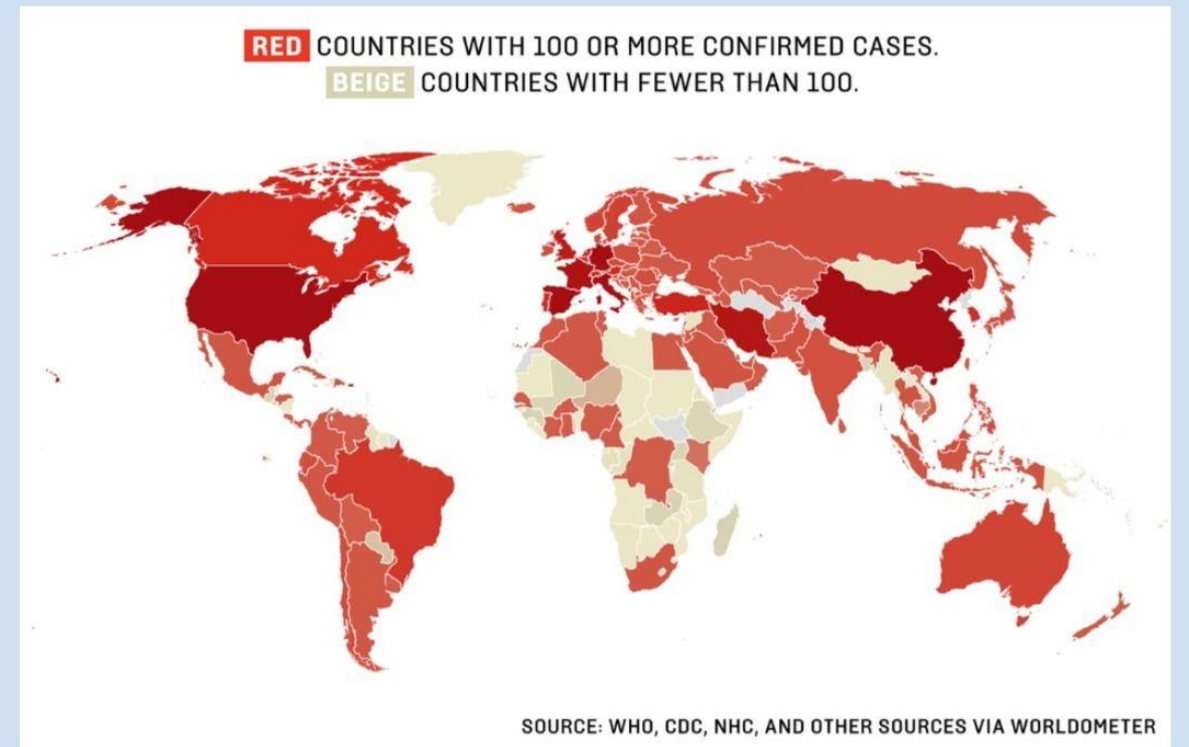 RED COUNTRIES WITH 100 OR MORE CONFIRMED CASES.
BEIGE COUNTRIES WITH FEWER THAN 100.
SOURCE: WHO, CDC, NHC, AND OTHER SOURCES VIA WORLDOMETER